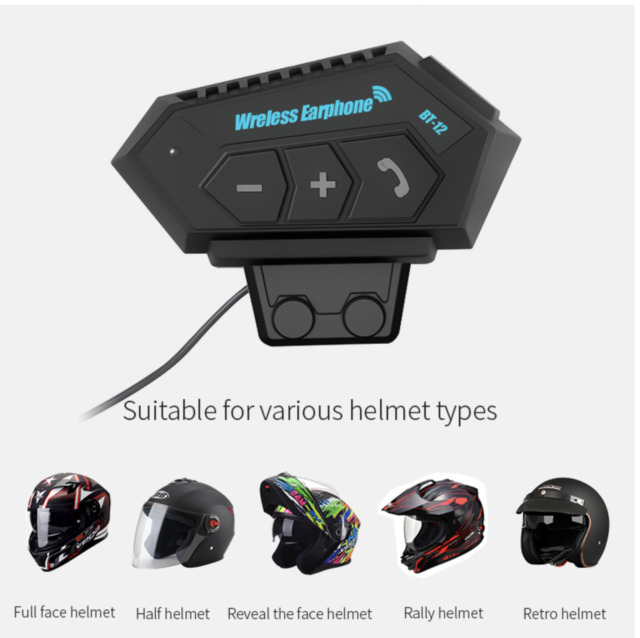 Wreless Earphone
BT-12
Suitable for various helmet types
Full face helmet
Half helmet
Reveal the face helmet
Rally helmet
Retro helmet